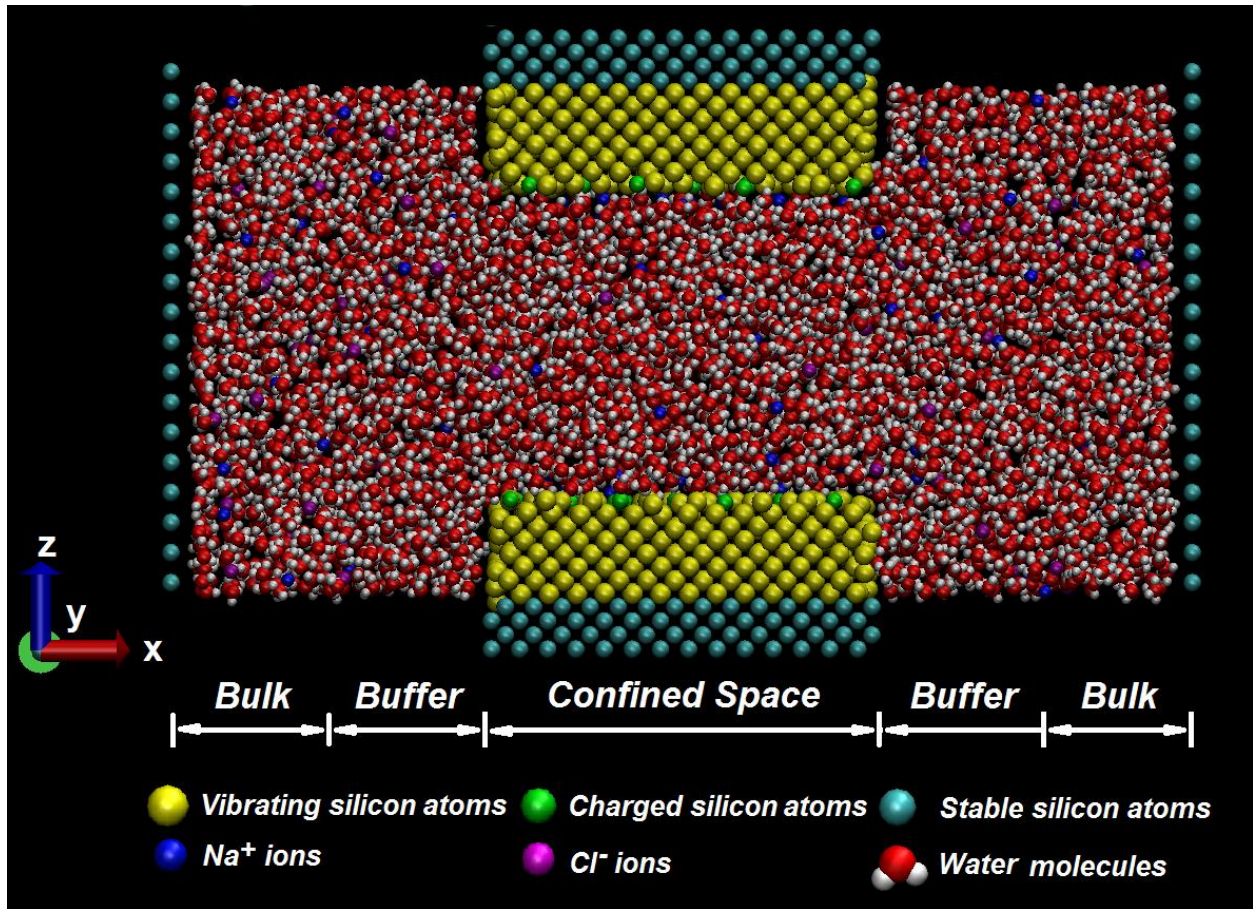 z
y
x
Bulk Buffer Confined Space Buffer Bulk
Vibrating silicon atoms Charged silicon atoms Stable silicon atoms
Na⁺ ions Cl⁻ ions Water molecules